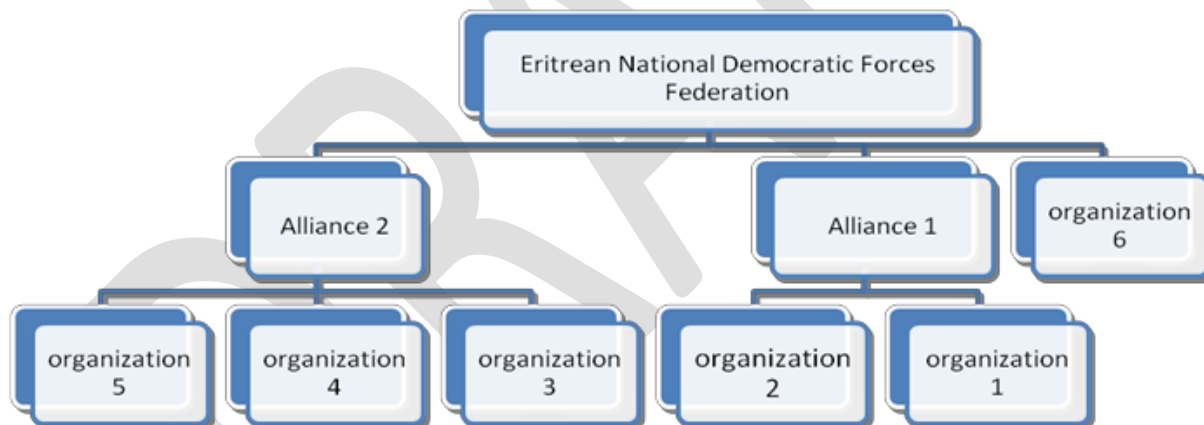 Eritrean National Democratic Forces
Federation
Alliance 2
Alliance 1
organization
6
organization
5
organization
4
organization
3
organization
2
organization
1